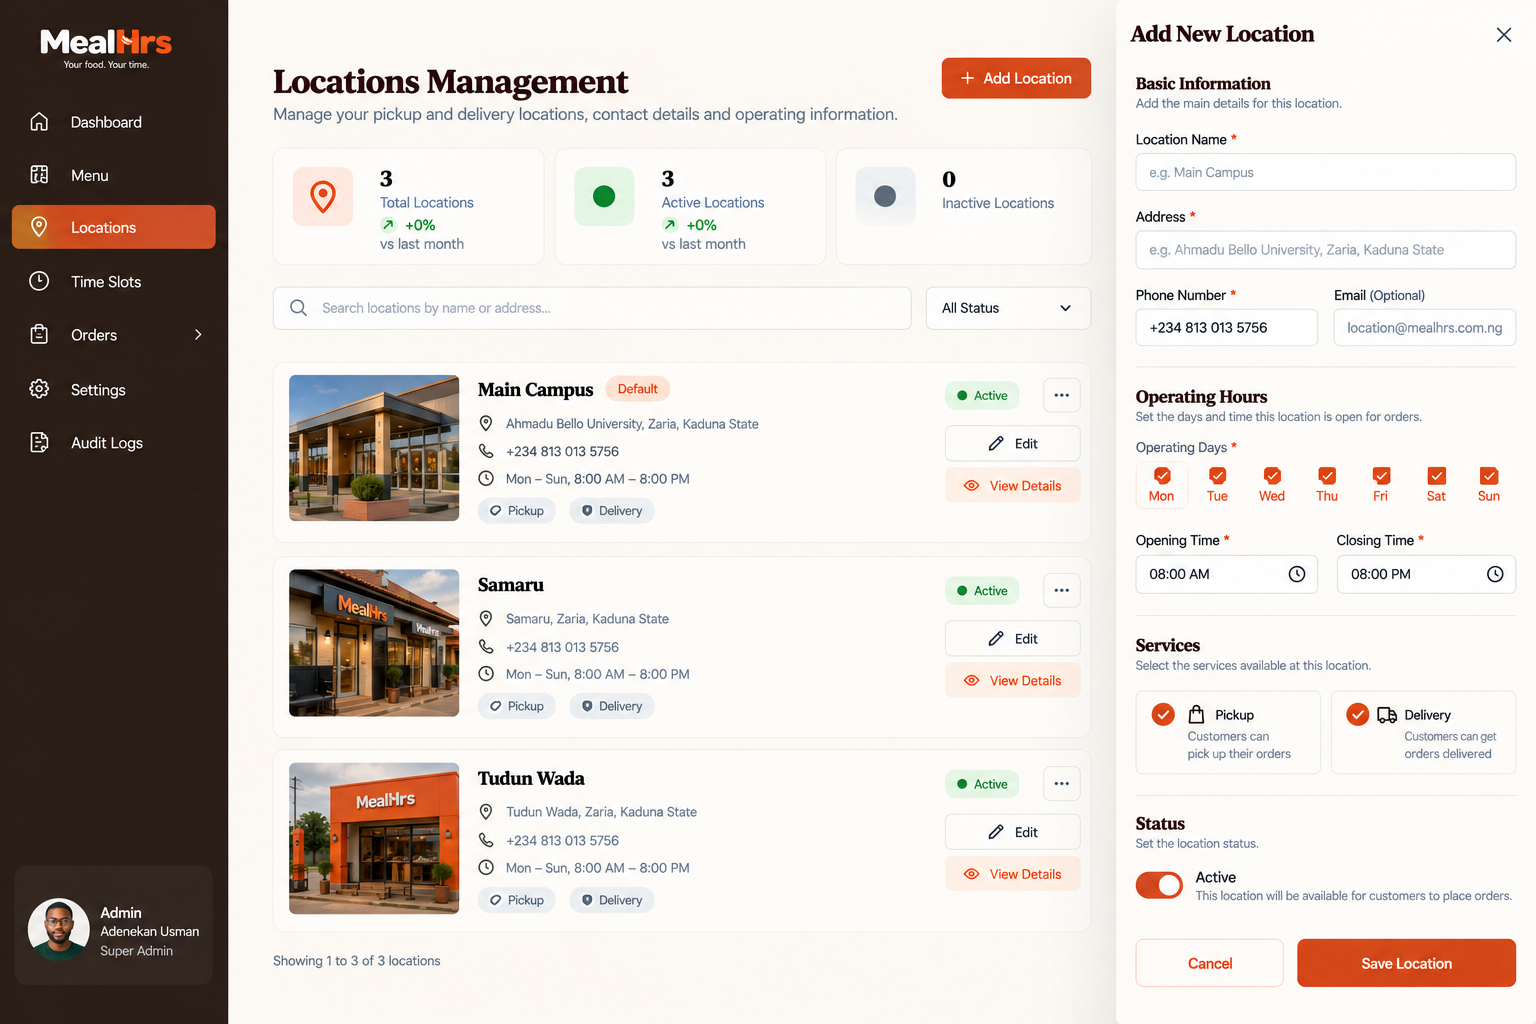 MealHrs
Your food. Your time.
Dashboard
Menu
Locations
Time Slots
Orders
Settings
Audit Logs
Admin
Adenekan Usman
Super Admin
Locations Management
Manage your pickup and delivery locations, contact details and operating information.
+ Add Location
3
Total Locations
+0%
vs last month
3
Active Locations
+0%
vs last month
0
Inactive Locations
Search locations by name or address...
All Status
Main Campus
Default
Ahmadu Bello University, Zaria, Kaduna State
+234 813 013 5756
Mon – Sun, 8:00 AM – 8:00 PM
Pickup
Delivery
Active
Edit
View Details
MealHrs
Samaru
Samaru, Zaria, Kaduna State
+234 813 013 5756
Mon – Sun, 8:00 AM – 8:00 PM
Pickup
Delivery
Active
Edit
View Details
MealHrs
Tudun Wada
Tudun Wada, Zaria, Kaduna State
+234 813 013 5756
Mon – Sun, 8:00 AM – 8:00 PM
Pickup
Delivery
Active
Edit
View Details
Showing 1 to 3 of 3 locations
Add New Location
Basic Information
Add the main details for this location.
Location Name *
e.g. Main Campus
Address *
e.g. Ahmadu Bello University, Zaria, Kaduna State
Phone Number *
+234 813 013 5756
Email (Optional)
location@mealhrs.com.ng
Operating Hours
Set the days and time this location is open for orders.
Operating Days *
Mon Tue Wed Thu Fri Sat Sun
Opening Time *
08:00 AM
Closing Time *
08:00 PM
Services
Select the services available at this location.
Pickup
Customers can
pick up their orders
Delivery
Customers can get
orders delivered
Status
Set the location status.
Active
This location will be available for customers to place orders.
Cancel
Save Location